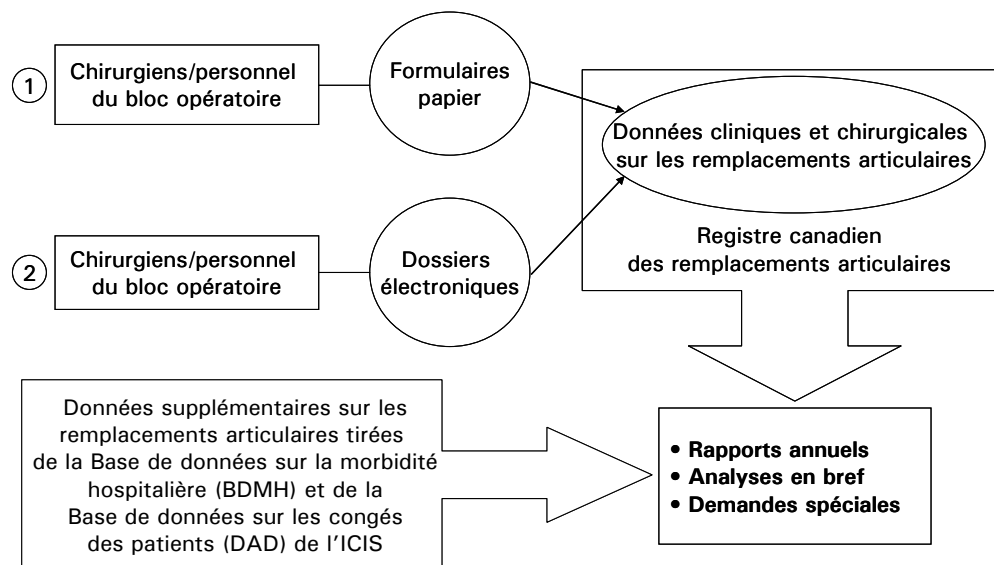 1
Chirurgiens/personnel
du bloc opératoire
Formulaires
papier
Données cliniques et chirurgicales
sur les remplacements articulaires
2
Chirurgiens/personnel
du bloc opératoire
Dossiers
électroniques
Registre canadien
des remplacements articulaires
Données supplémentaires sur les
remplacements articulaires tirées
de la Base de données sur la morbidité
hospitalière (BDMH) et de la
Base de données sur les congés
des patients (DAD) de l'ICIS
• Rapports annuels
• Analyses en bref
• Demandes spéciales